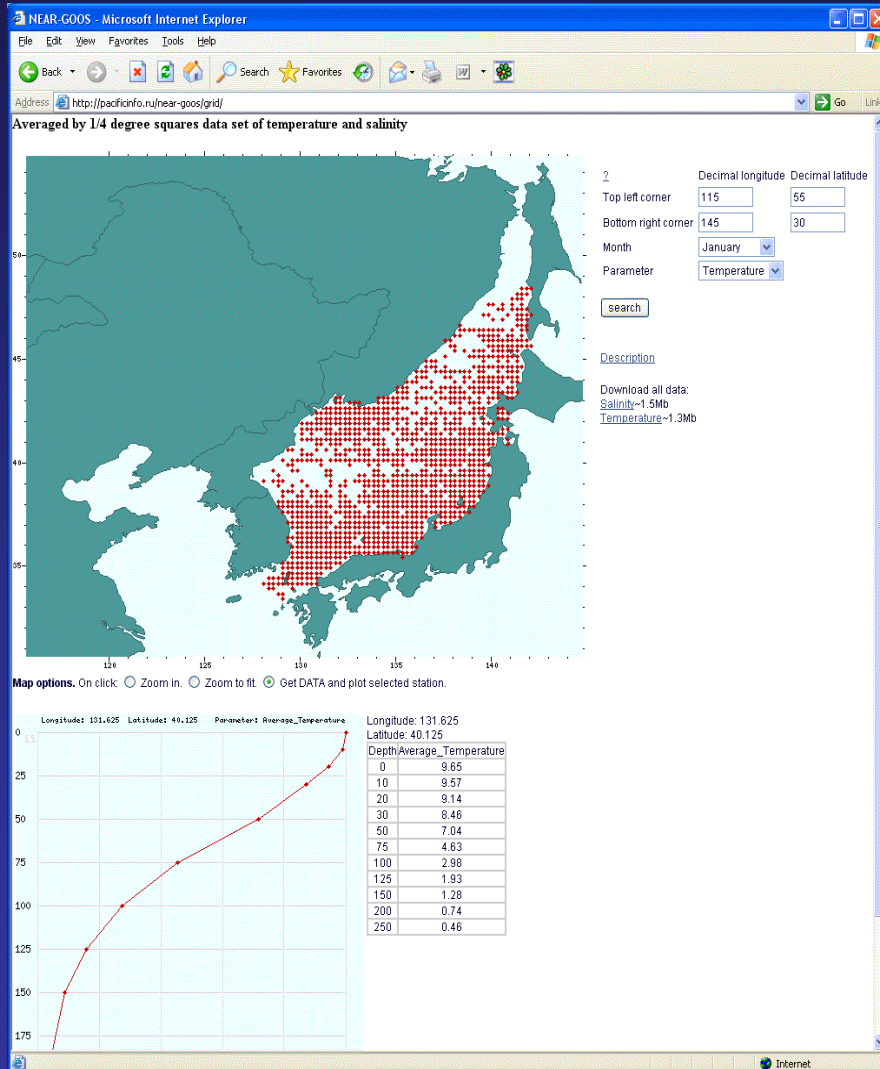 NEAR-GOOS - Microsoft Internet Explorer
File Edit View Favorites Tools Help
Back Search Favorites
Address http://pacificinfo.ru/near-goos/grid/ Go Link
Averaged by 1/4 degree squares data set of temperature and salinity
? Decimal longitude Decimal latitude
Top left corner 115 55
Bottom right corner 145 30
Month January
Parameter Temperature
search
Description
Download all data:
Salinity~1.5Mb
Temperature~1.3Mb
50
45
40
35
120 125 130 135 140
Map options. On click: Zoom in. Zoom to fit. Get DATA and plot selected station.
Longitude: 131.625 Latitude: 40.125 Parameter: Average_Temperature
0
25
50
75
100
125
150
175
Longitude: 131.625
Latitude: 40.125
Depth Average_Temperature
0 9.65
10 9.57
20 9.14
30 8.46
50 7.04
75 4.63
100 2.98
125 1.93
150 1.28
200 0.74
250 0.46
Internet